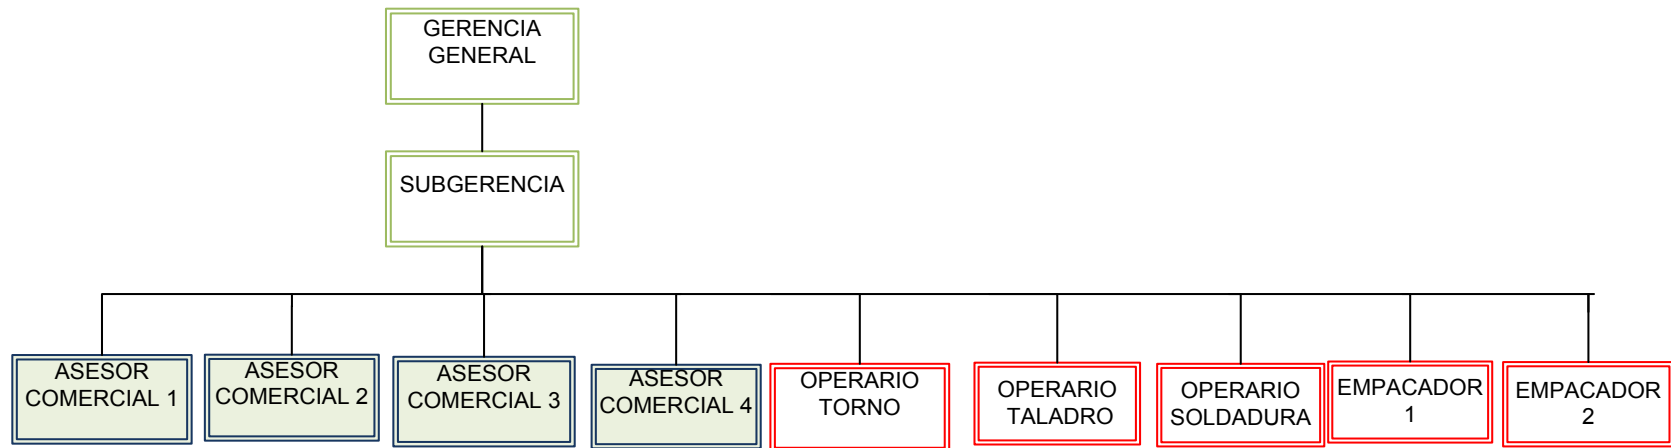 GERENCIA
GENERAL
SUBGERENCIA
ASESOR
COMERCIAL 1
ASESOR
COMERCIAL 2
ASESOR
COMERCIAL 3
ASESOR
COMERCIAL 4
OPERARIO
TORNO
OPERARIO
TALADRO
OPERARIO
SOLDADURA
EMPACADOR
1
EMPACADOR
2